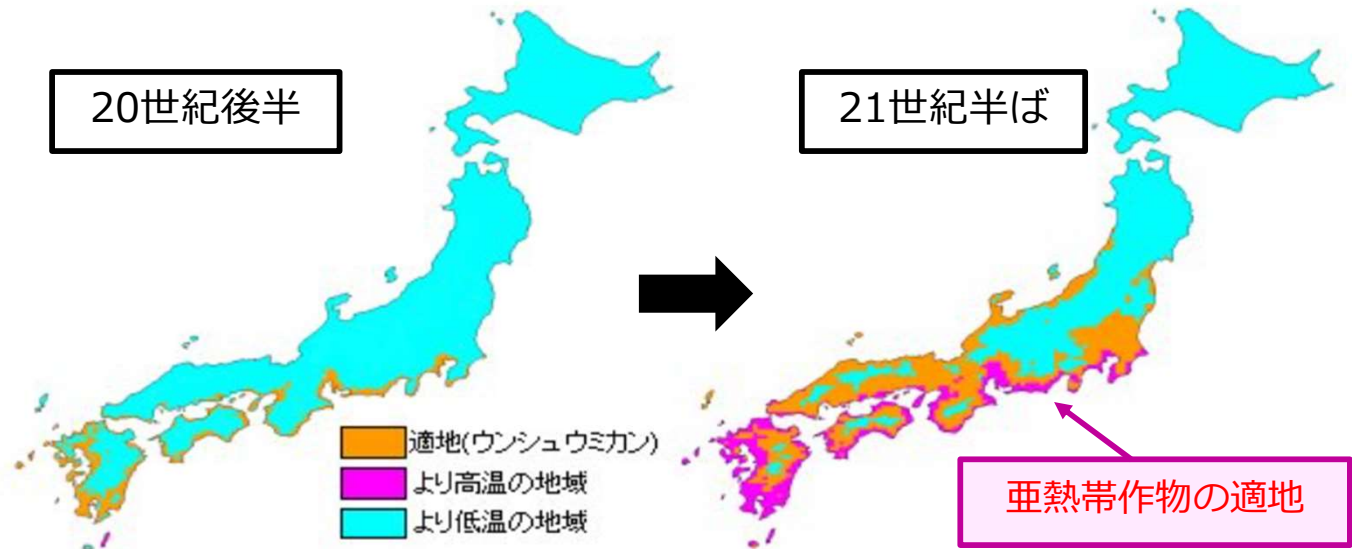 20世紀後半
21世紀半ば
適地(ウンシュウミカン)
より高温の地域
より低温の地域
亜熱帯作物の適地